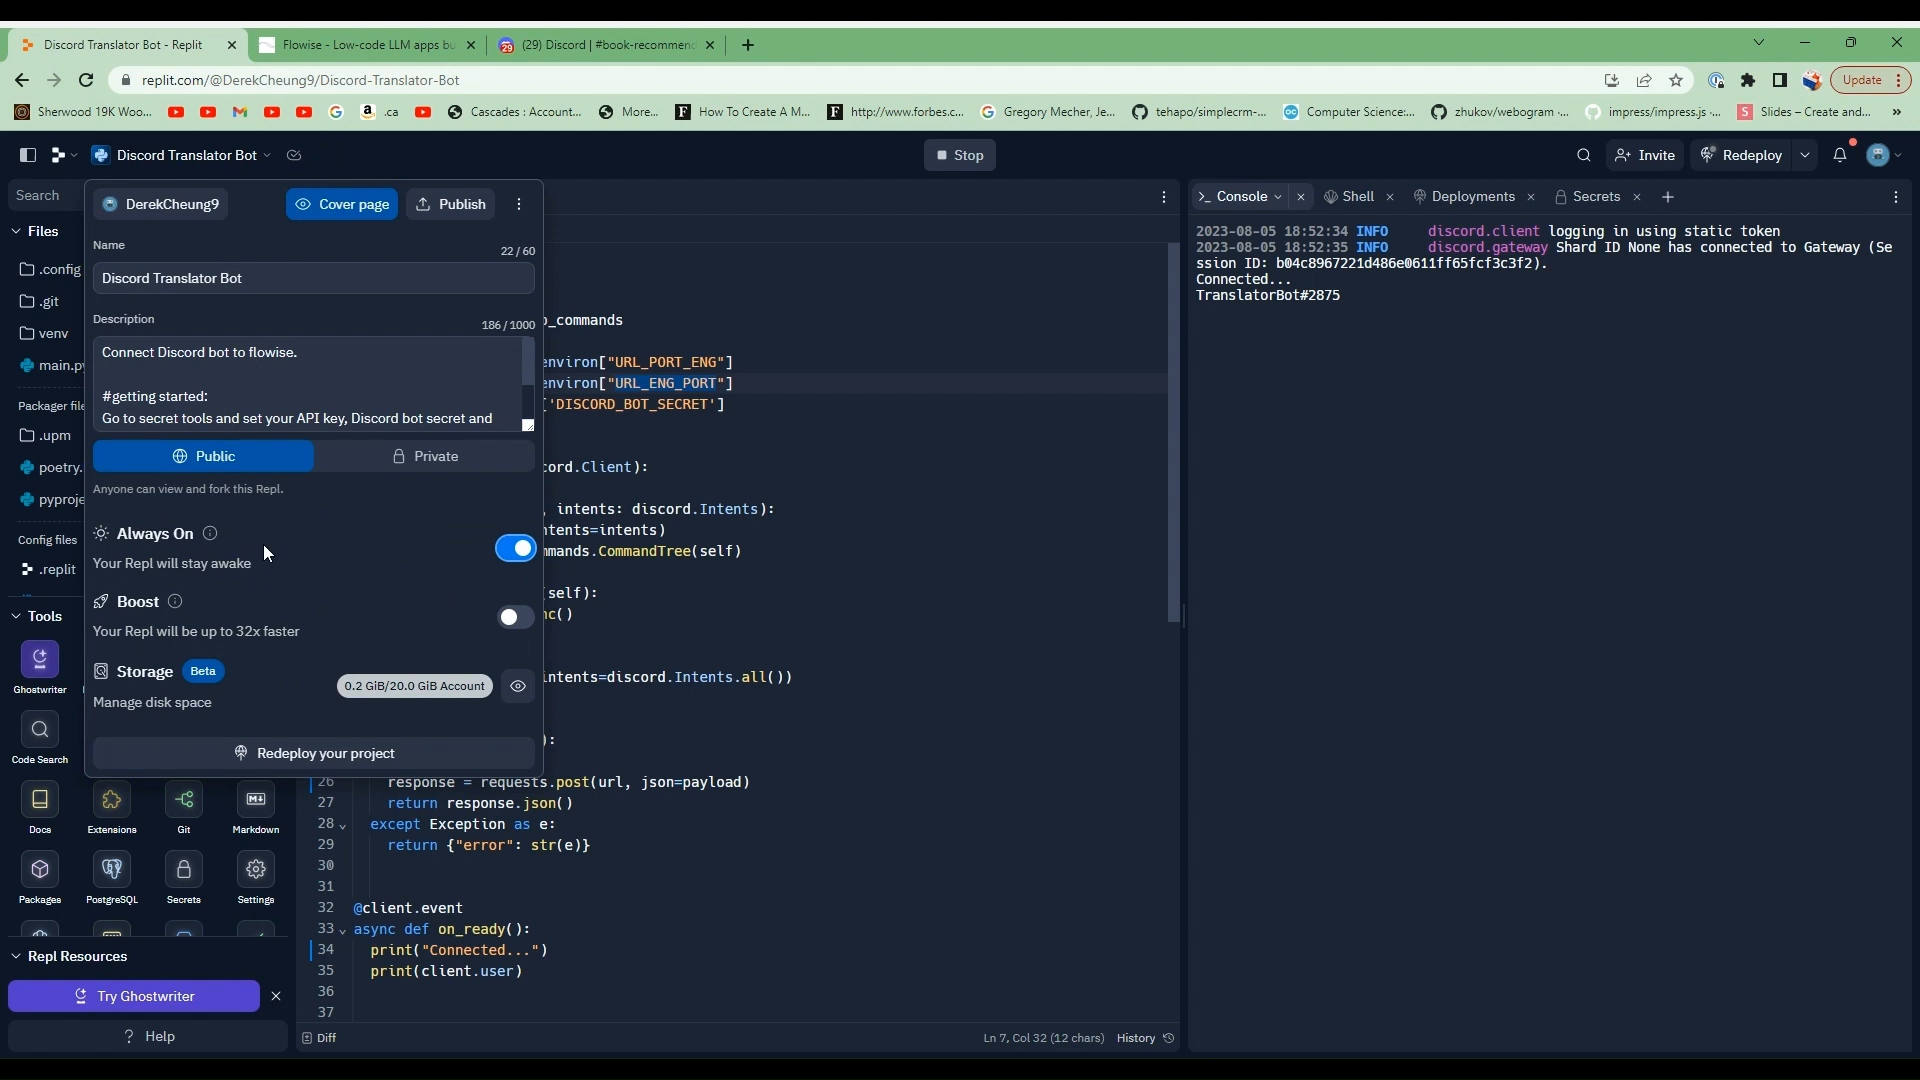 Discord Translator Bot - Replit
Flowise - Low-code LLM apps bu
(29) Discord | #book-recommend
replit.com/@DerekCheung9/Discord-Translator-Bot
Update
Sherwood 19K Woo...
.ca
Cascades : Account...
More...
How To Create A M...
http://www.forbes.c...
Gregory Mecher, Je...
tehapo/simplecrm-...
Computer Science:...
zhukov/webogram ·...
impress/impress.js ·...
Slides – Create and...
»
Discord Translator Bot
Stop
Invite
Redeploy
Search
DerekCheung9
Cover page
Publish
Files
.config
.git
venv
main.py
Packager file
.upm
poetry.
pyproje
Config files
.replit
Tools
Ghostwriter
Code Search
Docs
Extensions
Git
Markdown
Packages
PostgreSQL
Secrets
Settings
Repl Resources
Try Ghostwriter
? Help
Name
22 / 60
Discord Translator Bot
Description
186 / 1000
Connect Discord bot to flowise.
#getting started:
Go to secret tools and set your API key, Discord bot secret and
Public
Private
Anyone can view and fork this Repl.
Always On
Your Repl will stay awake
Boost
Your Repl will be up to 32x faster
Storage Beta
0.2 GiB/20.0 GiB Account
Manage disk space
Redeploy your project
_commands
environ["URL_PORT_ENG"]
environ["URL_ENG_PORT"]
['DISCORD_BOT_SECRET']
cord.Client):
, intents: discord.Intents):
ntents=intents)
mmands.CommandTree(self)
(self):
nc()
intents=discord.Intents.all())
):
26 response = requests.post(url, json=payload)
27 return response.json()
28 except Exception as e:
29 return {"error": str(e)}
30
31
32 @client.event
33 async def on_ready():
34 print("Connected...")
35 print(client.user)
36
37
Diff
Ln 7, Col 32 (12 chars) History
Console
Shell
Deployments
Secrets
2023-08-05 18:52:34 INFO discord.client logging in using static token
2023-08-05 18:52:35 INFO discord.gateway Shard ID None has connected to Gateway (Se
ssion ID: b04c8967221d486e0611ff65fcf3c3f2).
Connected...
TranslatorBot#2875